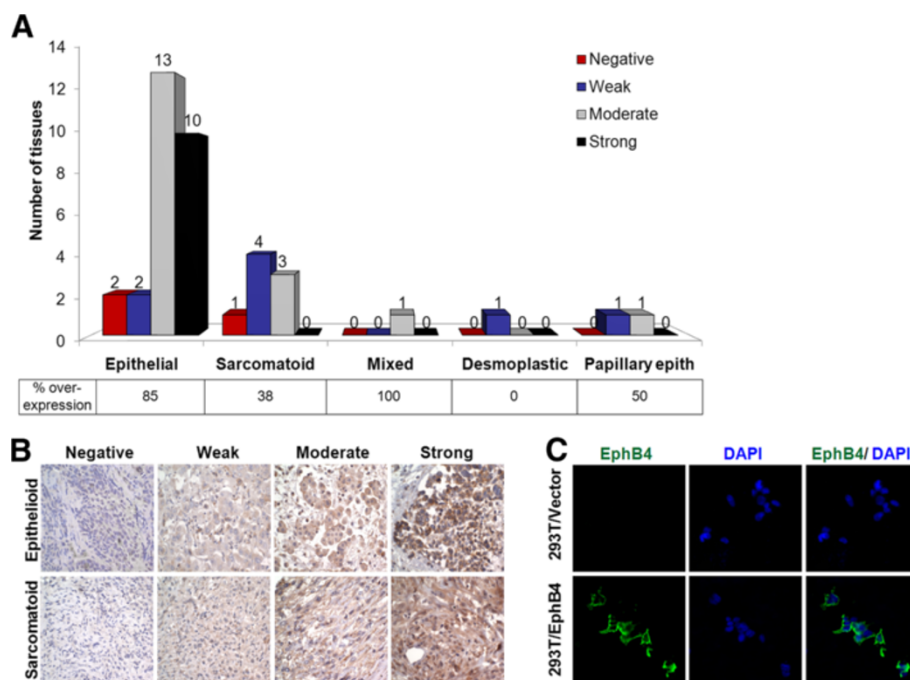 A
14
12
10
8
6
4
2
0
Number of tissues
Negative
Weak
Moderate
Strong
2 2 13 10
1 4 3 0
0 0 1 0
0 1 0 0
0 1 1 0
Epithelial Sarcomatoid Mixed Desmoplastic Papillary epith
% over-
expression
85 38 100 0 50
B
Negative Weak Moderate Strong
Epithelioid
Sarcomatoid
C
EphB4 DAPI EphB4/ DAPI
293T/Vector
293T/EphB4